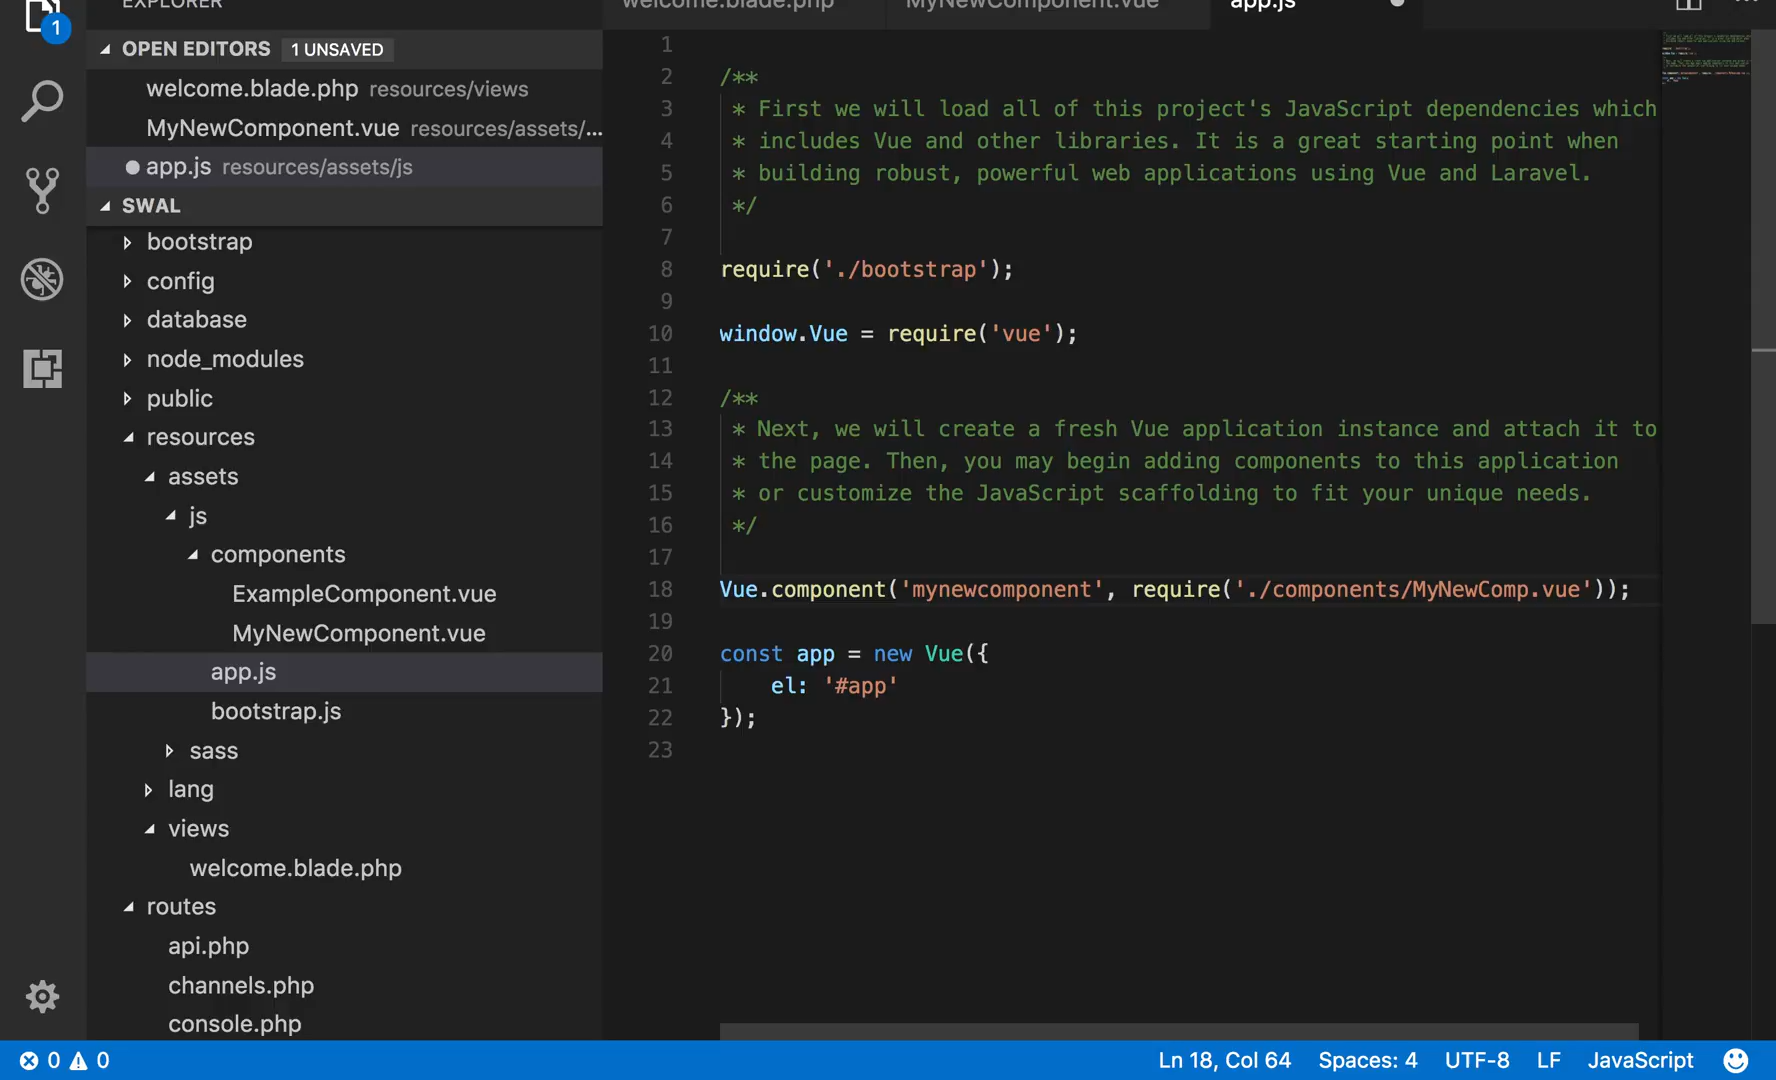 1
EXPLORER
OPEN EDITORS 1 UNSAVED
welcome.blade.php resources/views
MyNewComponent.vue resources/assets/...
app.js resources/assets/js
SWAL
bootstrap
config
database
node_modules
public
resources
assets
js
components
ExampleComponent.vue
MyNewComponent.vue
app.js
bootstrap.js
sass
lang
views
welcome.blade.php
routes
api.php
channels.php
console.php
welcome.blade.php MyNewComponent.vue app.js
1
2 /**
3 * First we will load all of this project's JavaScript dependencies which
4 * includes Vue and other libraries. It is a great starting point when
5 * building robust, powerful web applications using Vue and Laravel.
6 */
7
8 require('./bootstrap');
9
10 window.Vue = require('vue');
11
12 /**
13 * Next, we will create a fresh Vue application instance and attach it to
14 * the page. Then, you may begin adding components to this application
15 * or customize the JavaScript scaffolding to fit your unique needs.
16 */
17
18 Vue.component('mynewcomponent', require('./components/MyNewComp.vue'));
19
20 const app = new Vue({
21 el: '#app'
22 });
23
0 0 Ln 18, Col 64 Spaces: 4 UTF-8 LF JavaScript